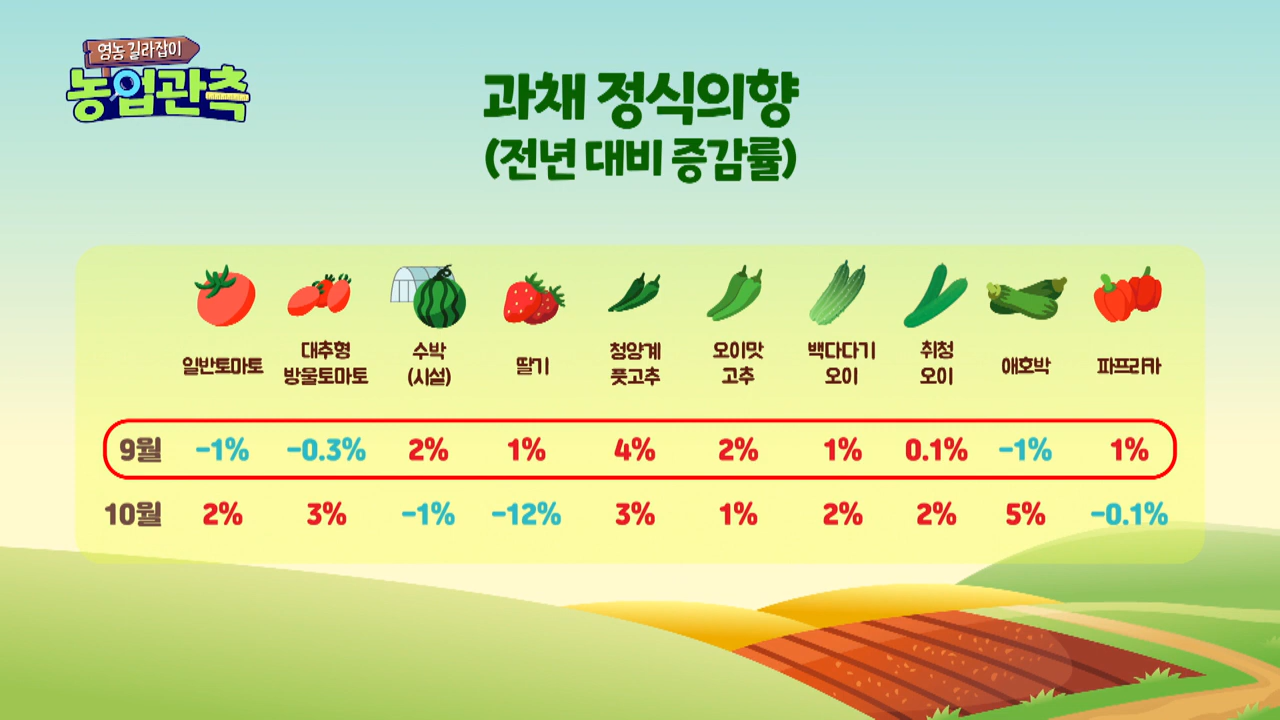 영농 길라잡이
농업관측
과채 정식의향
(전년 대비 증감률)
일반토마토
대추형
방울토마토
수박
(시설)
딸기
청양계
풋고추
오이맛
고추
백다다기
오이
취청
오이
애호박
파프리카
9월 -1% -0.3% 2% 1% 4% 2% 1% 0.1% -1% 1%
10월 2% 3% -1% -12% 3% 1% 2% 2% 5% -0.1%